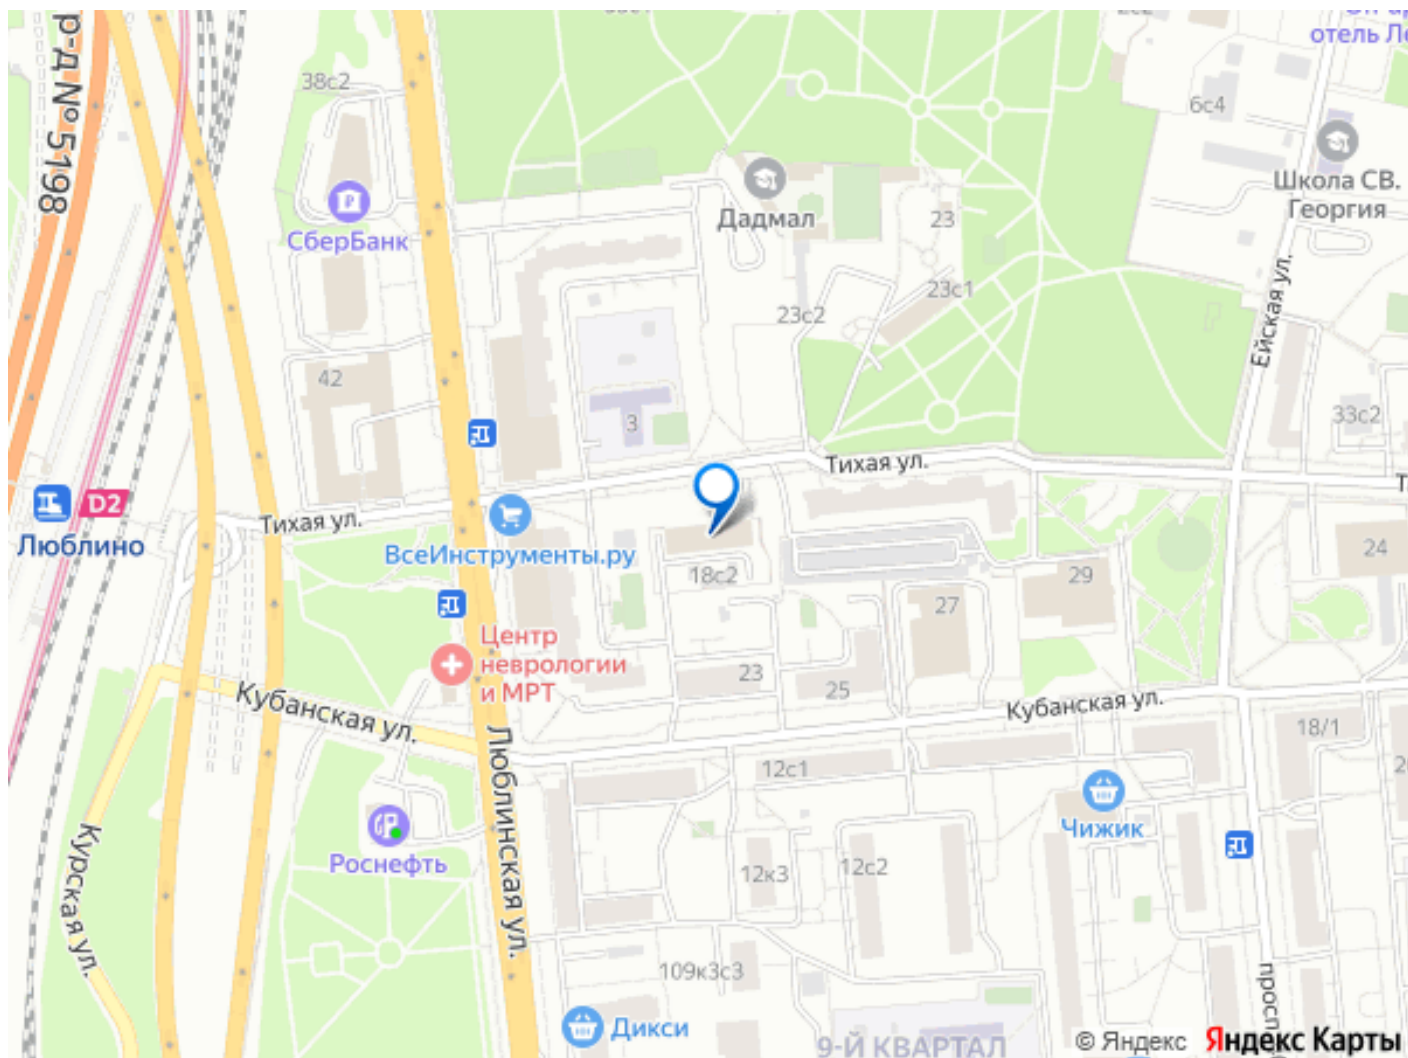 р-д № 5198
38с2
СберБанк
Дадмал
23
6с4
отель
Школа СВ.
Георгия
23с1
23с2
Ейская ул.
42
3
33с2
Тихая ул.
D2
Люблино
Тихая ул.
ВсеИнструменты.ру
18с2
24
29
27
Центр
неврологии
и МРТ
23
25
Кубанская ул.
Кубанская ул.
18/1
Люблинская ул.
12с1
Чижик
Роснефть
Курская ул.
12к3
12с2
109к3с3
Дикси
9-Й КВАРТАЛ
© Яндекс Яндекс Карты